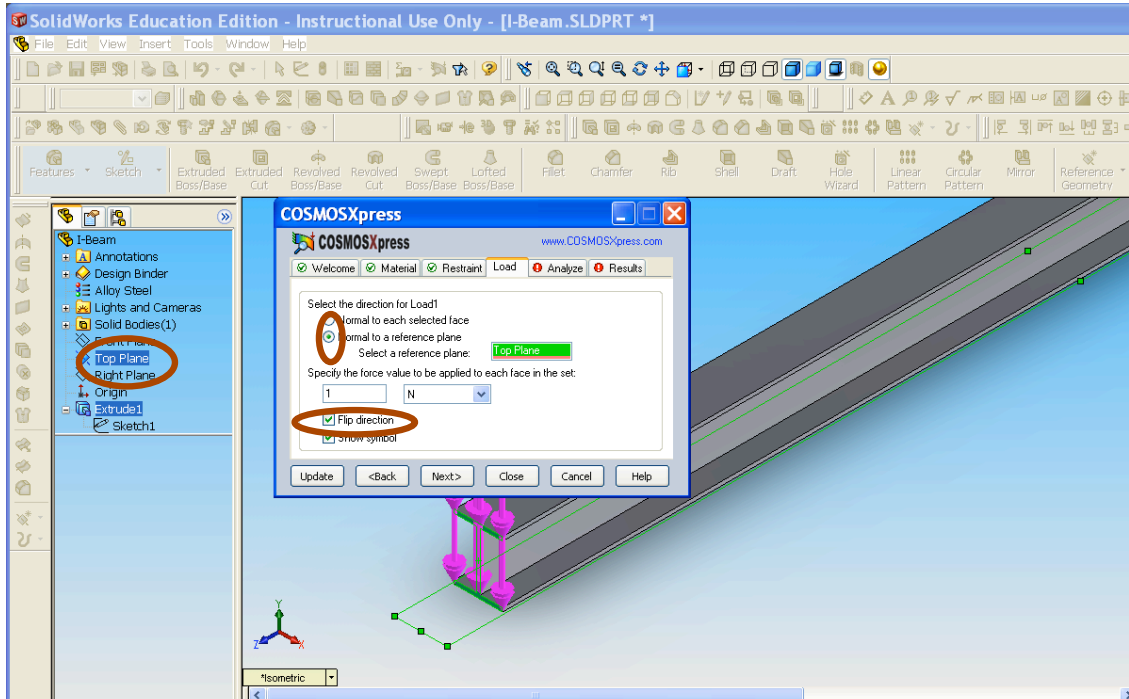 SolidWorks Education Edition - Instructional Use Only - [I-Beam.SLDPRT *]
File Edit View Insert Tools Window Help
Features Sketch Extruded Boss/Base Extruded Cut Revolved Boss/Base Revolved Cut Swept Boss/Base Lofted Boss/Base Fillet Chamfer Rib Shell Draft Hole Wizard Linear Pattern Circular Pattern Mirror Reference Geometry
I-Beam
Annotations
Design Binder
Alloy Steel
Lights and Cameras
Solid Bodies(1)
Front Plane
Top Plane
Right Plane
Origin
Extrude1
Sketch1
COSMOSXpress
COSMOSXpress www.COSMOSXpress.com
Welcome Material Restraint Load Analyze Results
Select the direction for Load1
Normal to each selected face
Normal to a reference plane
Select a reference plane: Top Plane
Specify the force value to be applied to each face in the set:
1 N
Flip direction
Show symbol
Update <Back Next> Close Cancel Help
Y
Z X
*Isometric